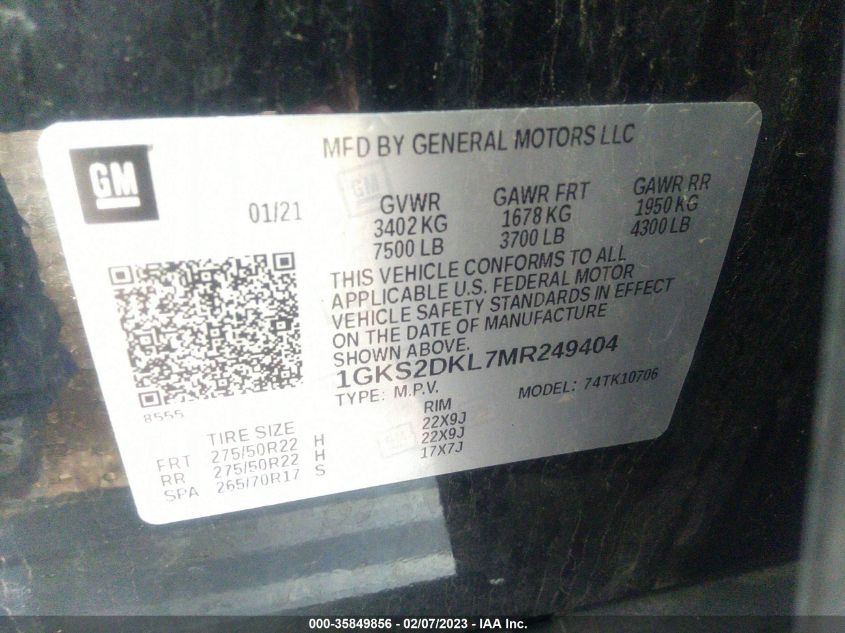 GM
MFD BY GENERAL MOTORS LLC
01/21
GVWR GAWR FRT GAWR RR
3402 KG 1678 KG 1950 KG
7500 LB 3700 LB 4300 LB
THIS VEHICLE CONFORMS TO ALL
APPLICABLE U.S. FEDERAL MOTOR
VEHICLE SAFETY STANDARDS IN EFFECT
ON THE DATE OF MANUFACTURE
SHOWN ABOVE.
1GKS2DKL7MR249404
TYPE: M.P.V. MODEL: 74TK10706
8555
TIRE SIZE RIM
FRT 275/50R22 H 22X9J
RR 275/50R22 H 22X9J
SPA 265/70R17 S 17X7J
000-35849856 - 02/07/2023 - IAA Inc.